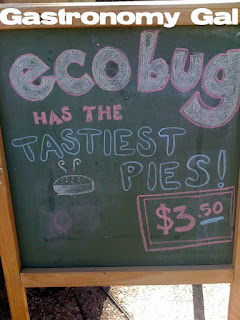 Gastronomy Gal
ecobug
HAS THE
TASTIEST
PIES!
$3.50